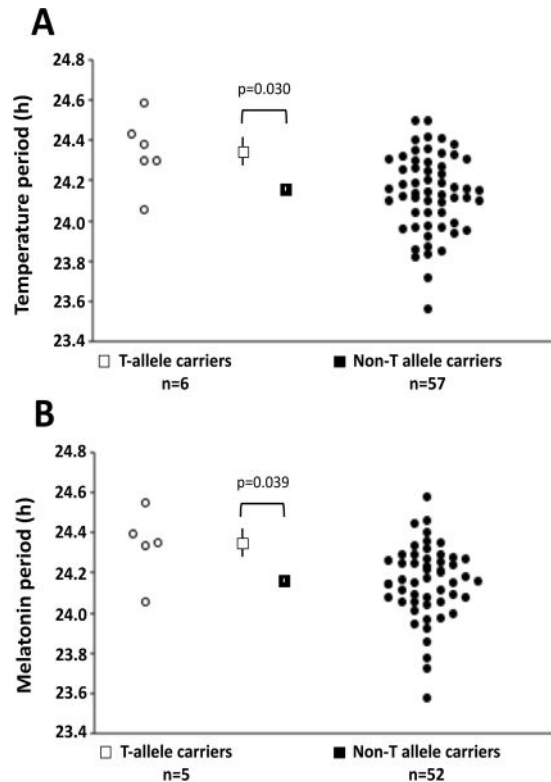 A
Temperature period (h)
24.8
24.6
24.4
24.2
24.0
23.8
23.6
23.4
p=0.030
T-allele carriers
n=6
Non-T allele carriers
n=57
B
Melatonin period (h)
24.8
24.6
24.4
24.2
24.0
23.8
23.6
23.4
p=0.039
T-allele carriers
n=5
Non-T allele carriers
n=52